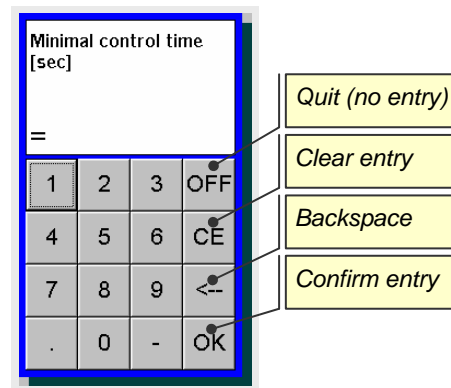 Minimal control time
[sec]
=
1 2 3 OFF
4 5 6 CE
7 8 9 <--
. 0 - OK
Quit (no entry)
Clear entry
Backspace
Confirm entry